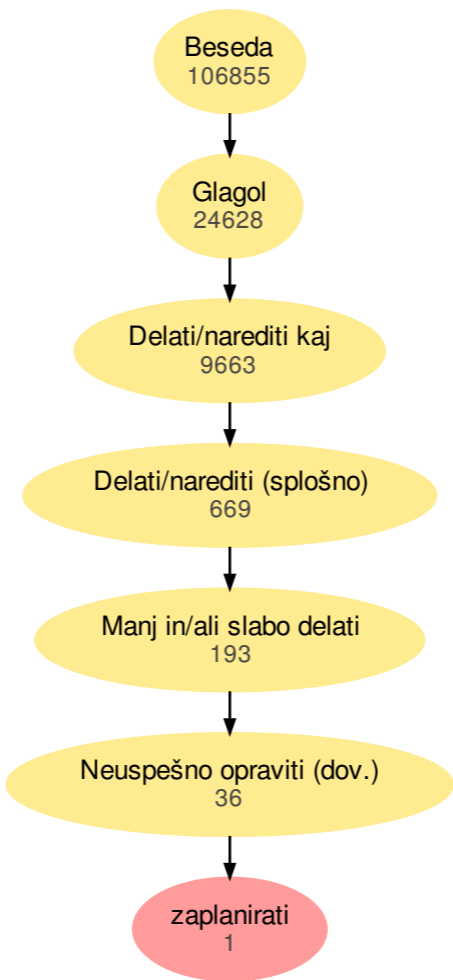 Beseda
106855
Glagol
24628
Delati/narediti kaj
9663
Delati/narediti (splošno)
669
Manj in/ali slabo delati
193
Neuspešno opraviti (dov.)
36
zaplanirati
1